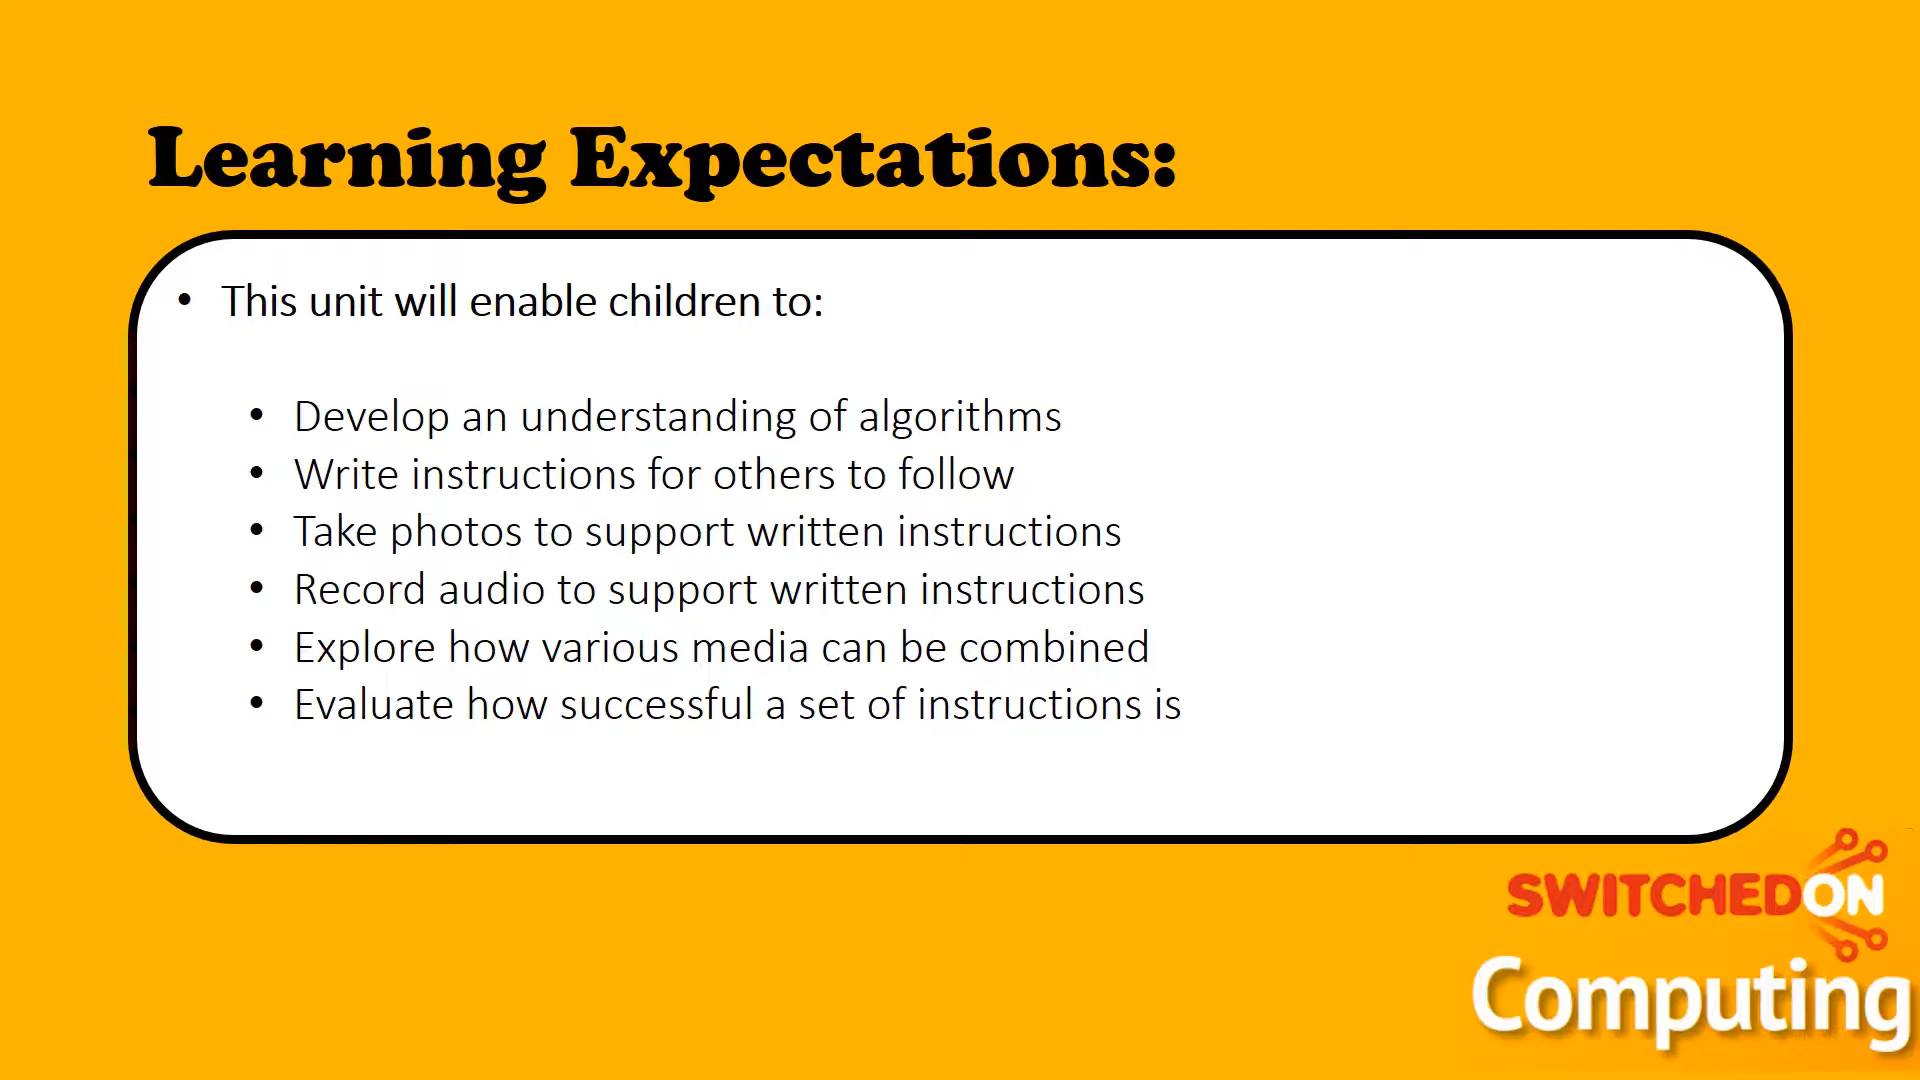 Learning Expectations:
• This unit will enable children to:
• Develop an understanding of algorithms
• Write instructions for others to follow
• Take photos to support written instructions
• Record audio to support written instructions
• Explore how various media can be combined
• Evaluate how successful a set of instructions is
SWITCHEDON
Computing